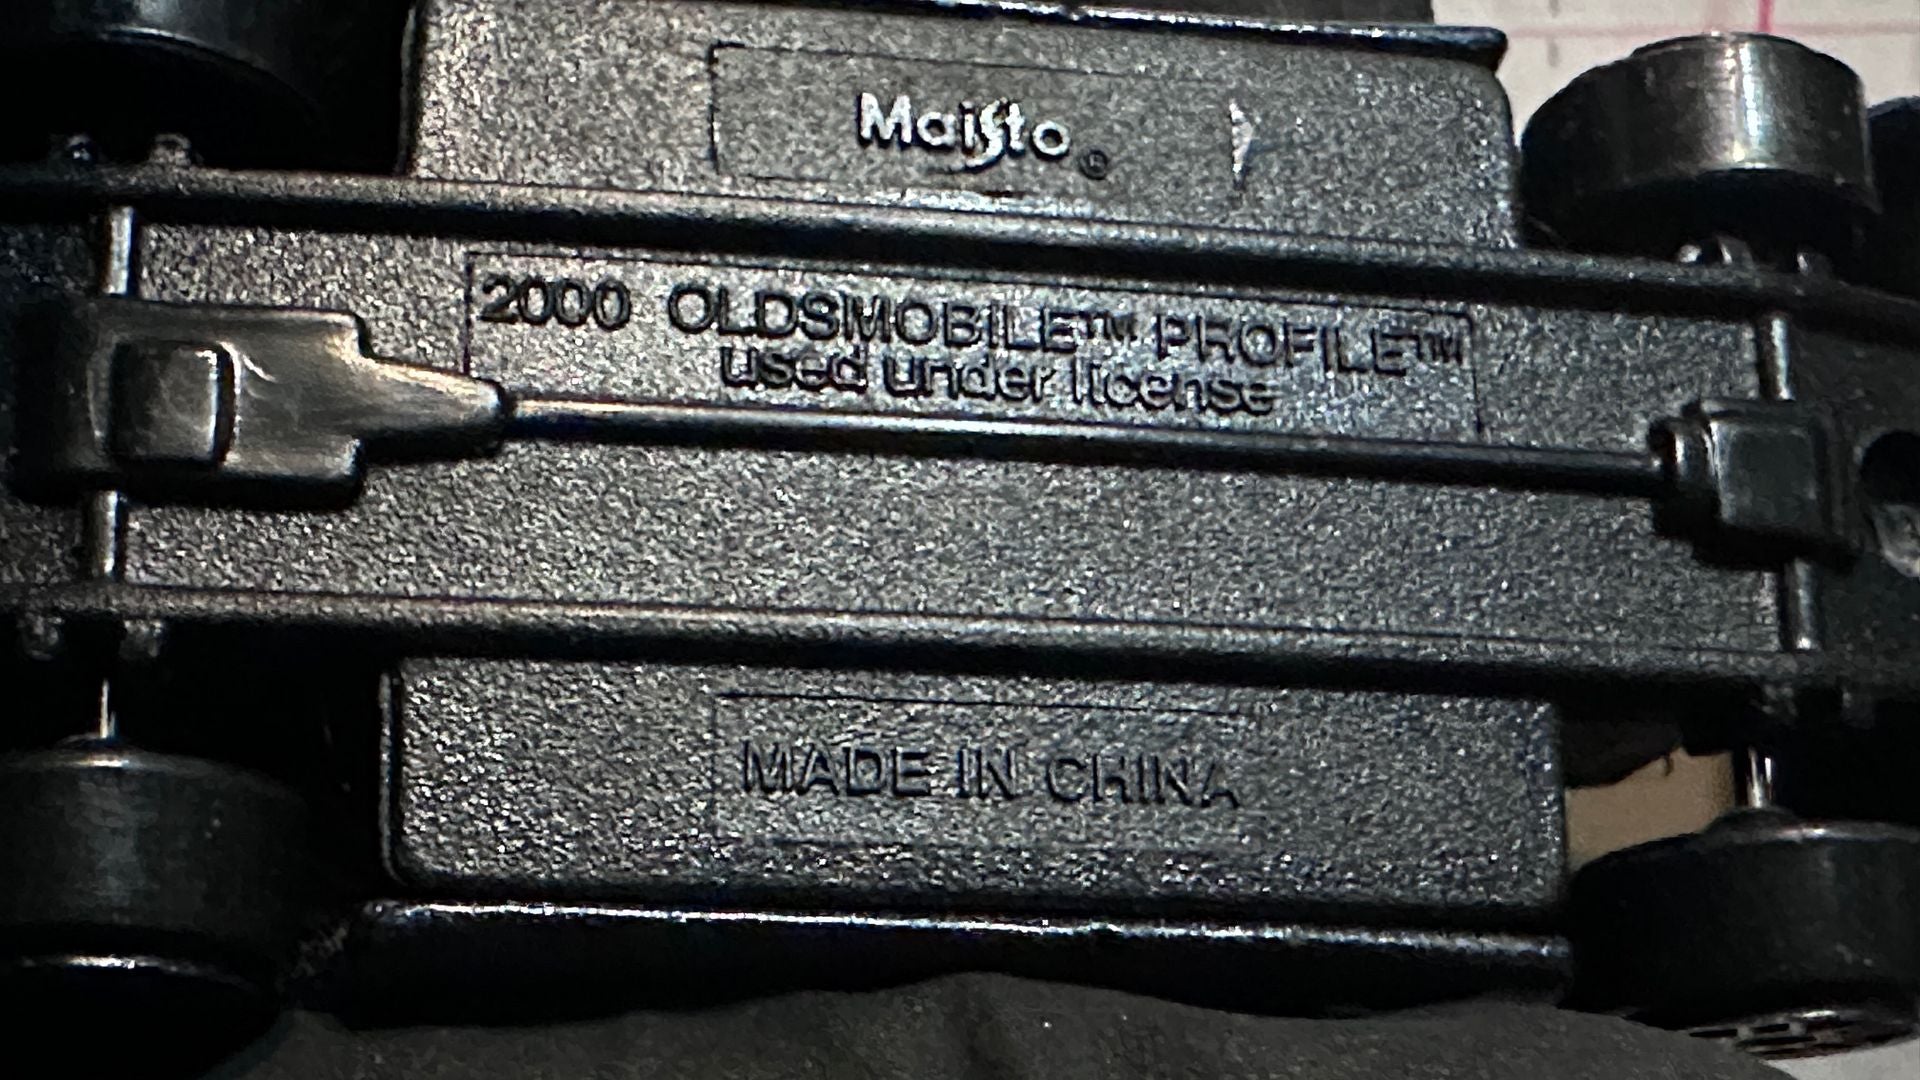 Maisto®
2000 OLDSMOBILE™ PROFILE™
used under license
MADE IN CHINA